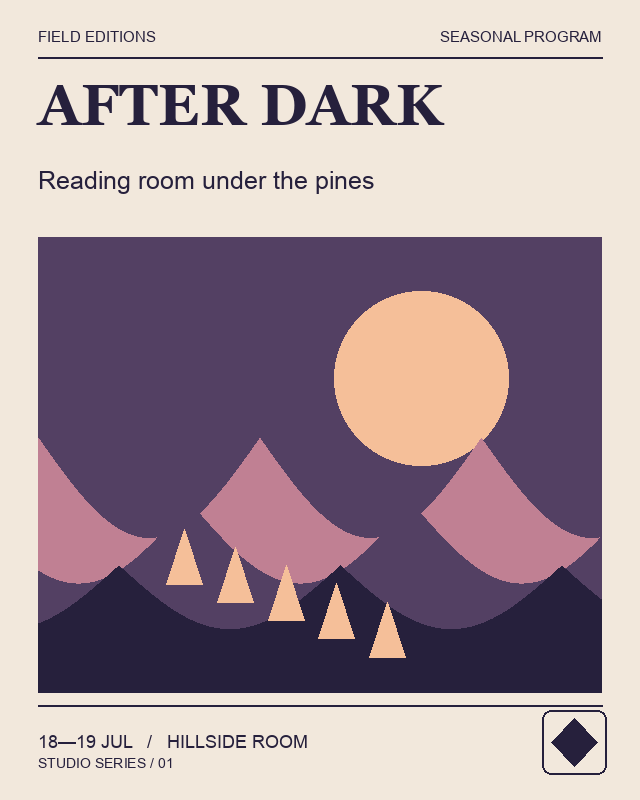 FIELD EDITIONS
SEASONAL PROGRAM
AFTER DARK
Reading room under the pines
18—19 JUL / HILLSIDE ROOM
STUDIO SERIES / 01